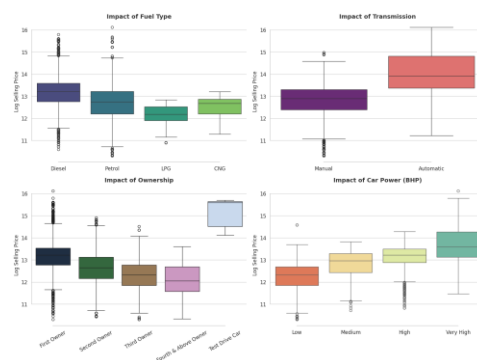 Impact of Fuel Type
Log Selling Price
16
15
14
13
12
11
Diesel Petrol LPG CNG
Impact of Transmission
Log Selling Price
16
15
14
13
12
11
Manual Automatic
Impact of Ownership
Log Selling Price
16
15
14
13
12
11
First Owner Second Owner Third Owner Fourth & Above Owner Test Drive Car
Impact of Car Power (BHP)
Log Selling Price
16
15
14
13
12
11
Low Medium High Very High